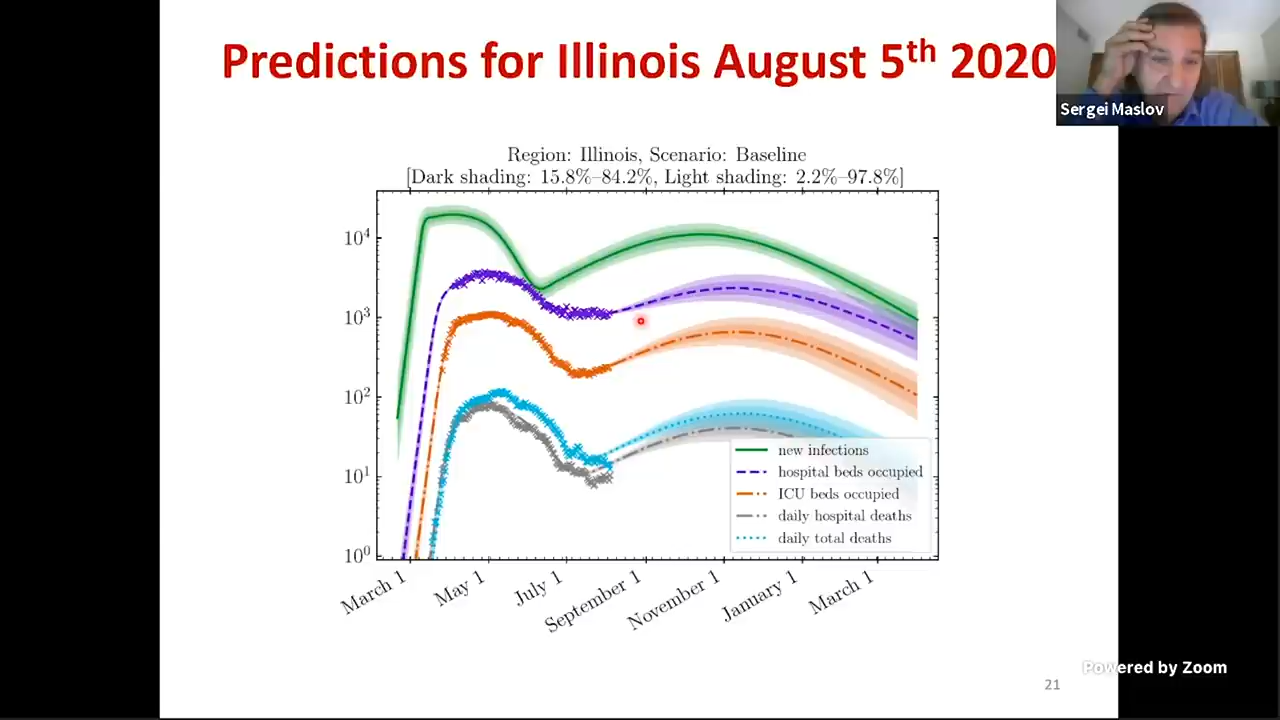 Predictions for Illinois August 5th 2020
Sergei Maslov
Region: Illinois, Scenario: Baseline
[Dark shading: 15.8%–84.2%, Light shading: 2.2%–97.8%]
10^4
10^3
10^2
10^1
10^0
new infections
hospital beds occupied
ICU beds occupied
daily hospital deaths
daily total deaths
March 1
May 1
July 1
September 1
November 1
January 1
March 1
Powered by Zoom
21